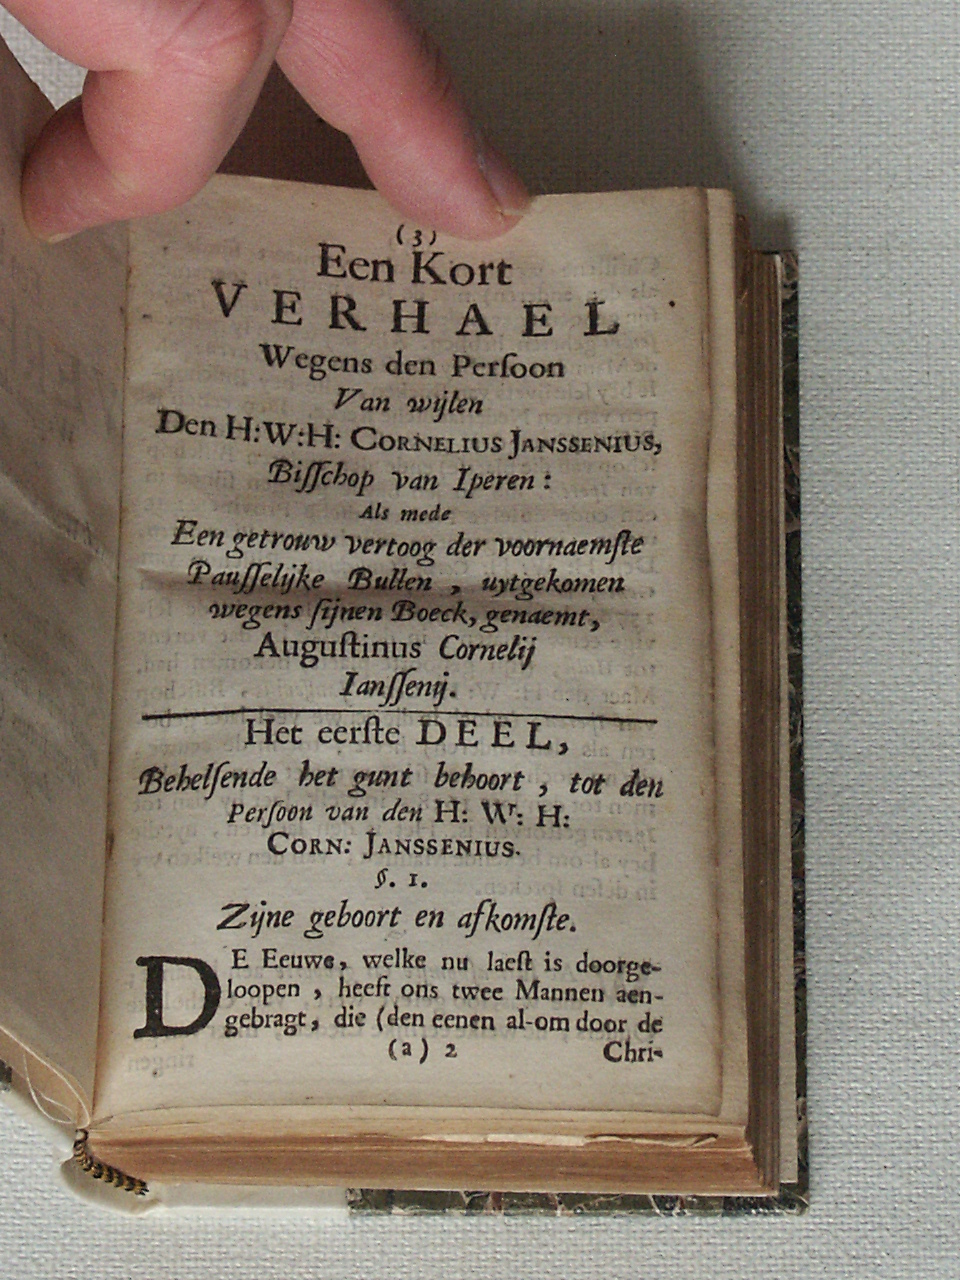 (3)
Een Kort
VERHAEL
Wegens den Perſoon
Van wijlen
Den H:W:H: CORNELIUS JANSSENIUS,
Biſſchop van Iperen:
Als mede
Een getrouw vertoog der voornaemſte
Pauſſelijke Bullen, uytgekomen
wegens ſijnen Boeck, genaemt,
Auguſtinus Cornelij
Ianſſenij.
Het eerſte DEEL,
Behelſende het gunt behoort, tot den
Perſoon van den H: Wr: H:
CORN: JANSSENIUS.
§. 1.
Zijne geboort en afkomſte.
DE Eeuwe, welke nu laeſt is doorge-
loopen, heeft ons twee Mannen aen-
gebragt, die (den eenen al-om door de
(a) 2 Chri-